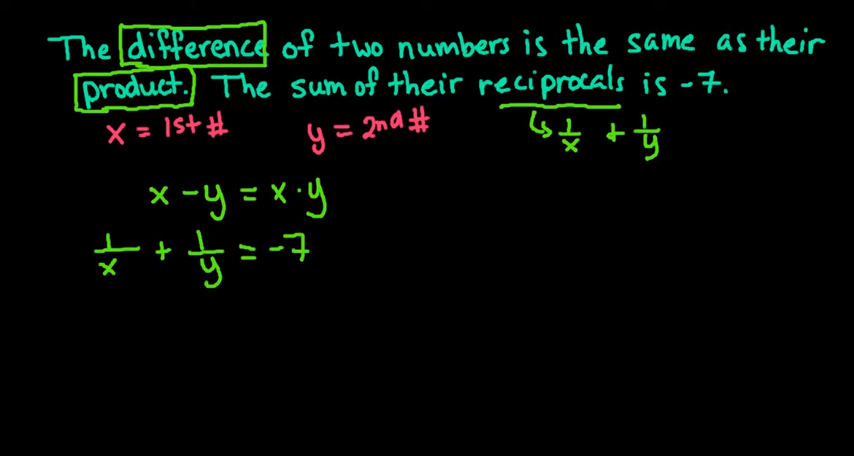 The difference of two numbers is the same as their
product. The sum of their reciprocals is -7.
x = 1st # y = 2nd # ↳ 1/x + 1/y
x - y = x · y
1/x + 1/y = -7